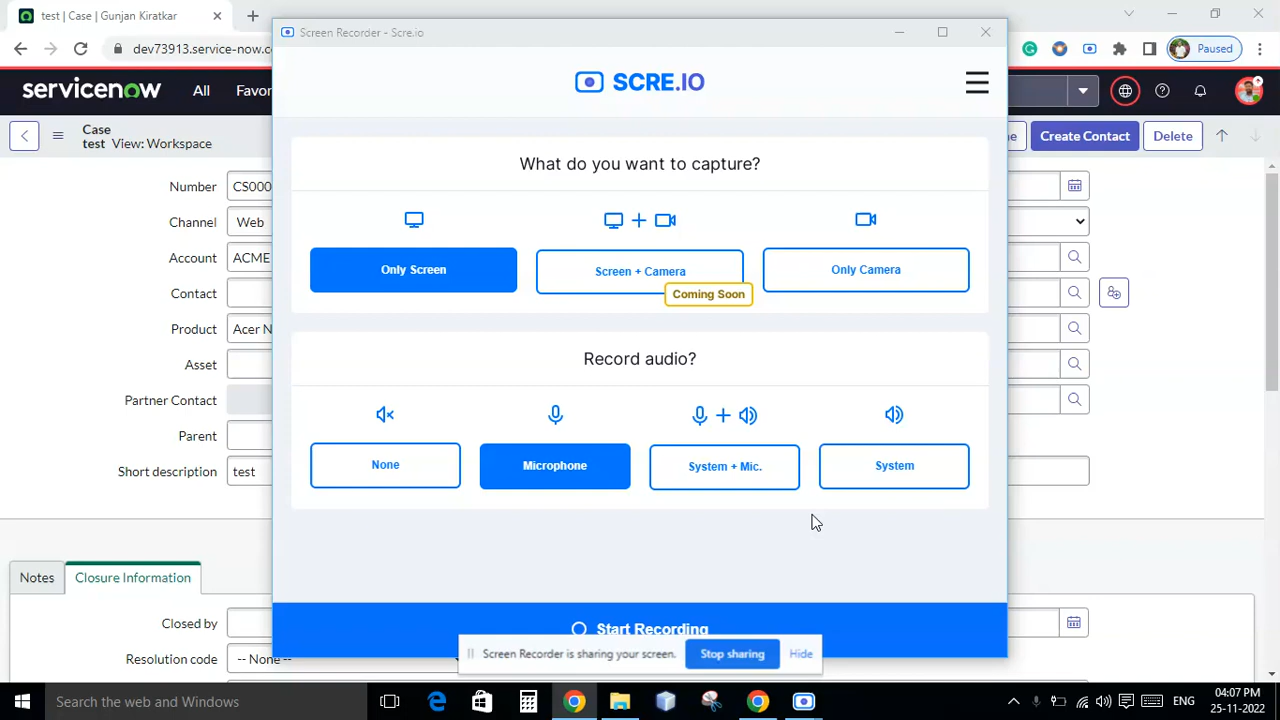 test | Case | Gunjan Kiratkar
Screen Recorder - Scre.io
dev73913.service-now.c
Paused
servicenow
All
Favor
SCRE.IO
Case
test View: Workspace
Create Contact
Delete
What do you want to capture?
Number
CS000
Channel
Web
Account
ACME
Only Screen
Screen + Camera
Only Camera
Coming Soon
Contact
Product
Acer N
Asset
Record audio?
Partner Contact
Parent
Short description
test
None
Microphone
System + Mic.
System
Notes
Closure Information
Closed by
Start Recording
Resolution code
-- None --
Screen Recorder is sharing your screen.
Stop sharing
Hide
Search the web and Windows
ENG
04:07 PM
25-11-2022